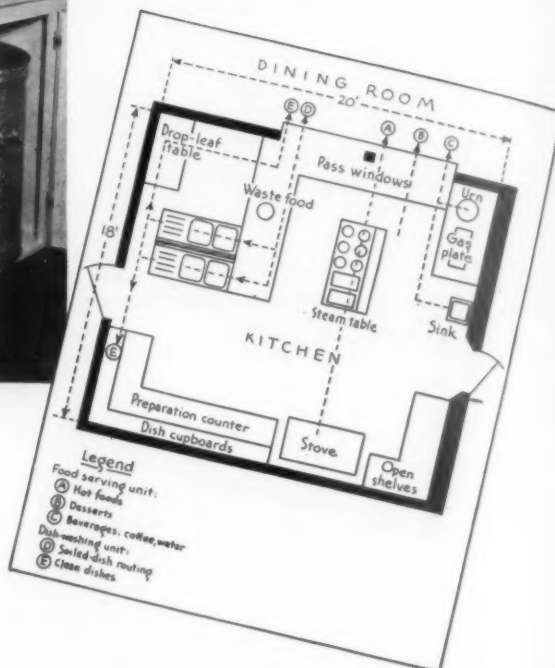 DINING ROOM
20'
E D A B C
Drop-leaf
table
Pass windows
Urn
Waste food
Gas
plate
18'
Steam table
Sink
KITCHEN
E
Preparation counter
Dish cupboards
Stove
Open
shelves
Legend
Food serving unit:
A Hot foods
B Desserts
C Beverages: coffee, water
Dish-washing unit:
D Soiled dish routing
E Clean dishes